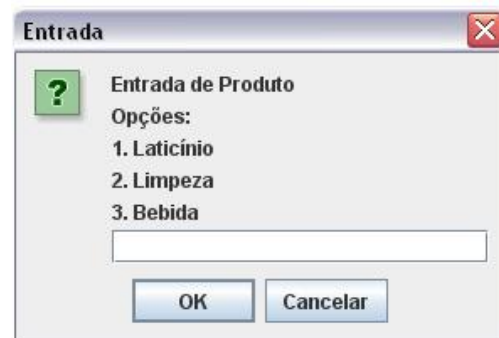 Entrada
?
Entrada de Produto
Opções:
1. Laticínio
2. Limpeza
3. Bebida
OK Cancelar